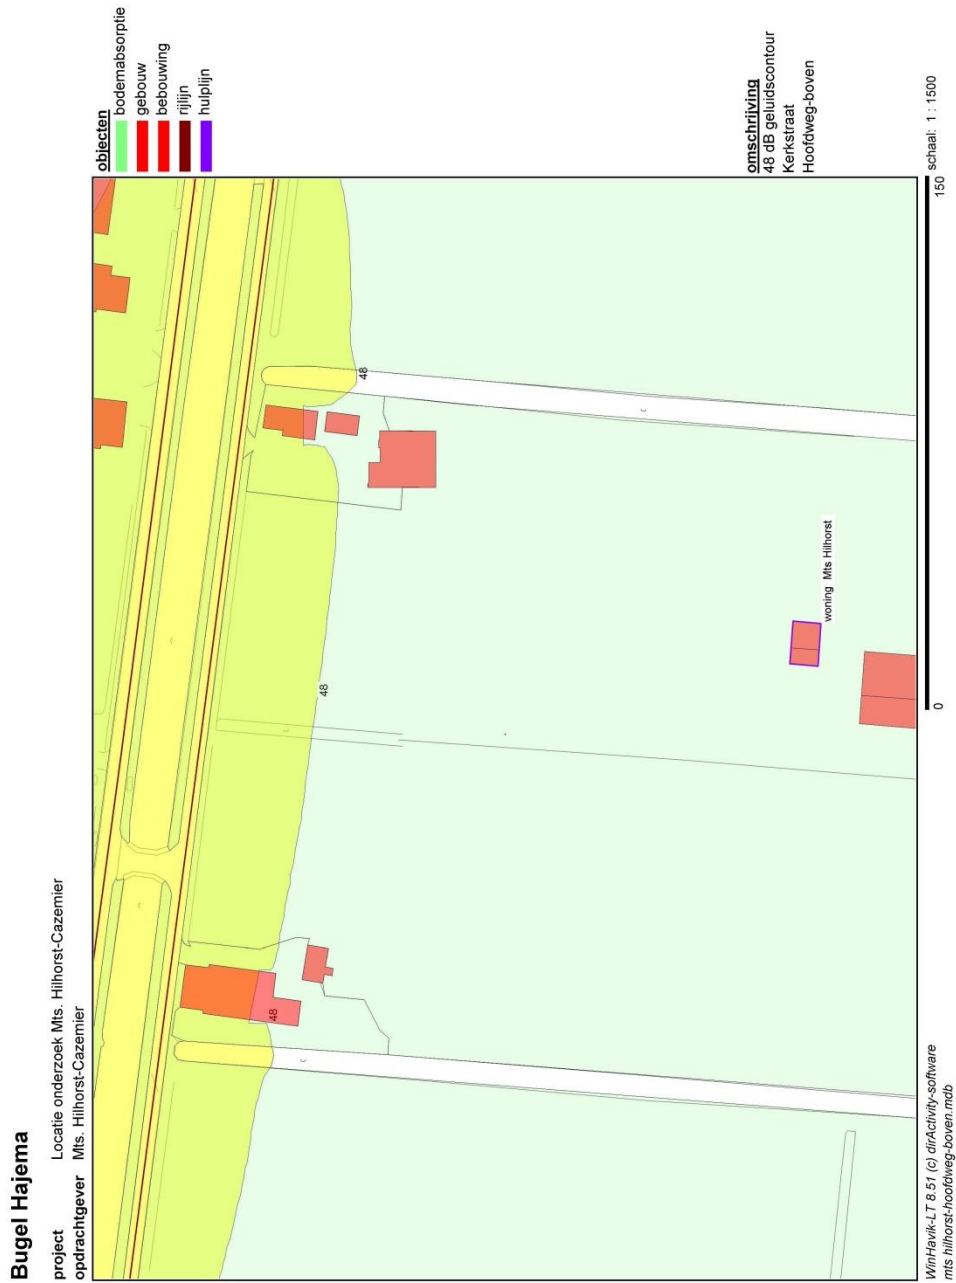 Bugel Hajema
project Locatie onderzoek Mts. Hilhorst-Cazemier
opdrachtgever Mts. Hilhorst-Cazemier
objecten
bodemabsorptie
gebouw
bebouwing
rijlijn
hulplijn
48
48
48
woning Mts Hilhorst
omschrijving
48 dB geluidscontour
Kerkstraat
Hoofdweg-boven
0 150
schaal: 1 : 1500
WinHavik-LT 8.51 (c) dirActivity-software
mts hilhorst-hoofdweg-boven.mdb